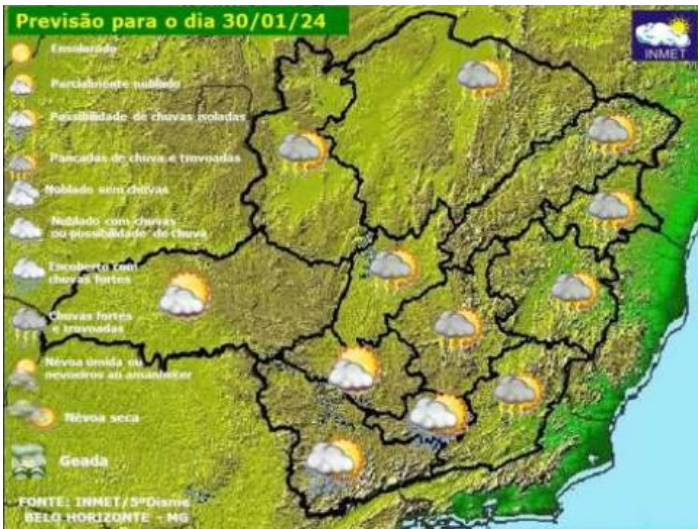 Previsão para o dia 30/01/24
INMET
Ensolarado
Parcialmente nublado
Possibilidade de chuvas isoladas
Pancadas de chuva e trovoadas
Nublado sem chuvas
Nublado com chuvas
ou possibilidade de chuva
Encoberto com
chuvas fortes
Chuvas fortes
e trovoadas
Névoa úmida ou
nevoeiros ao amanhecer
Névoa seca
Geada
FONTE: INMET/5ºDisme
BELO HORIZONTE - MG